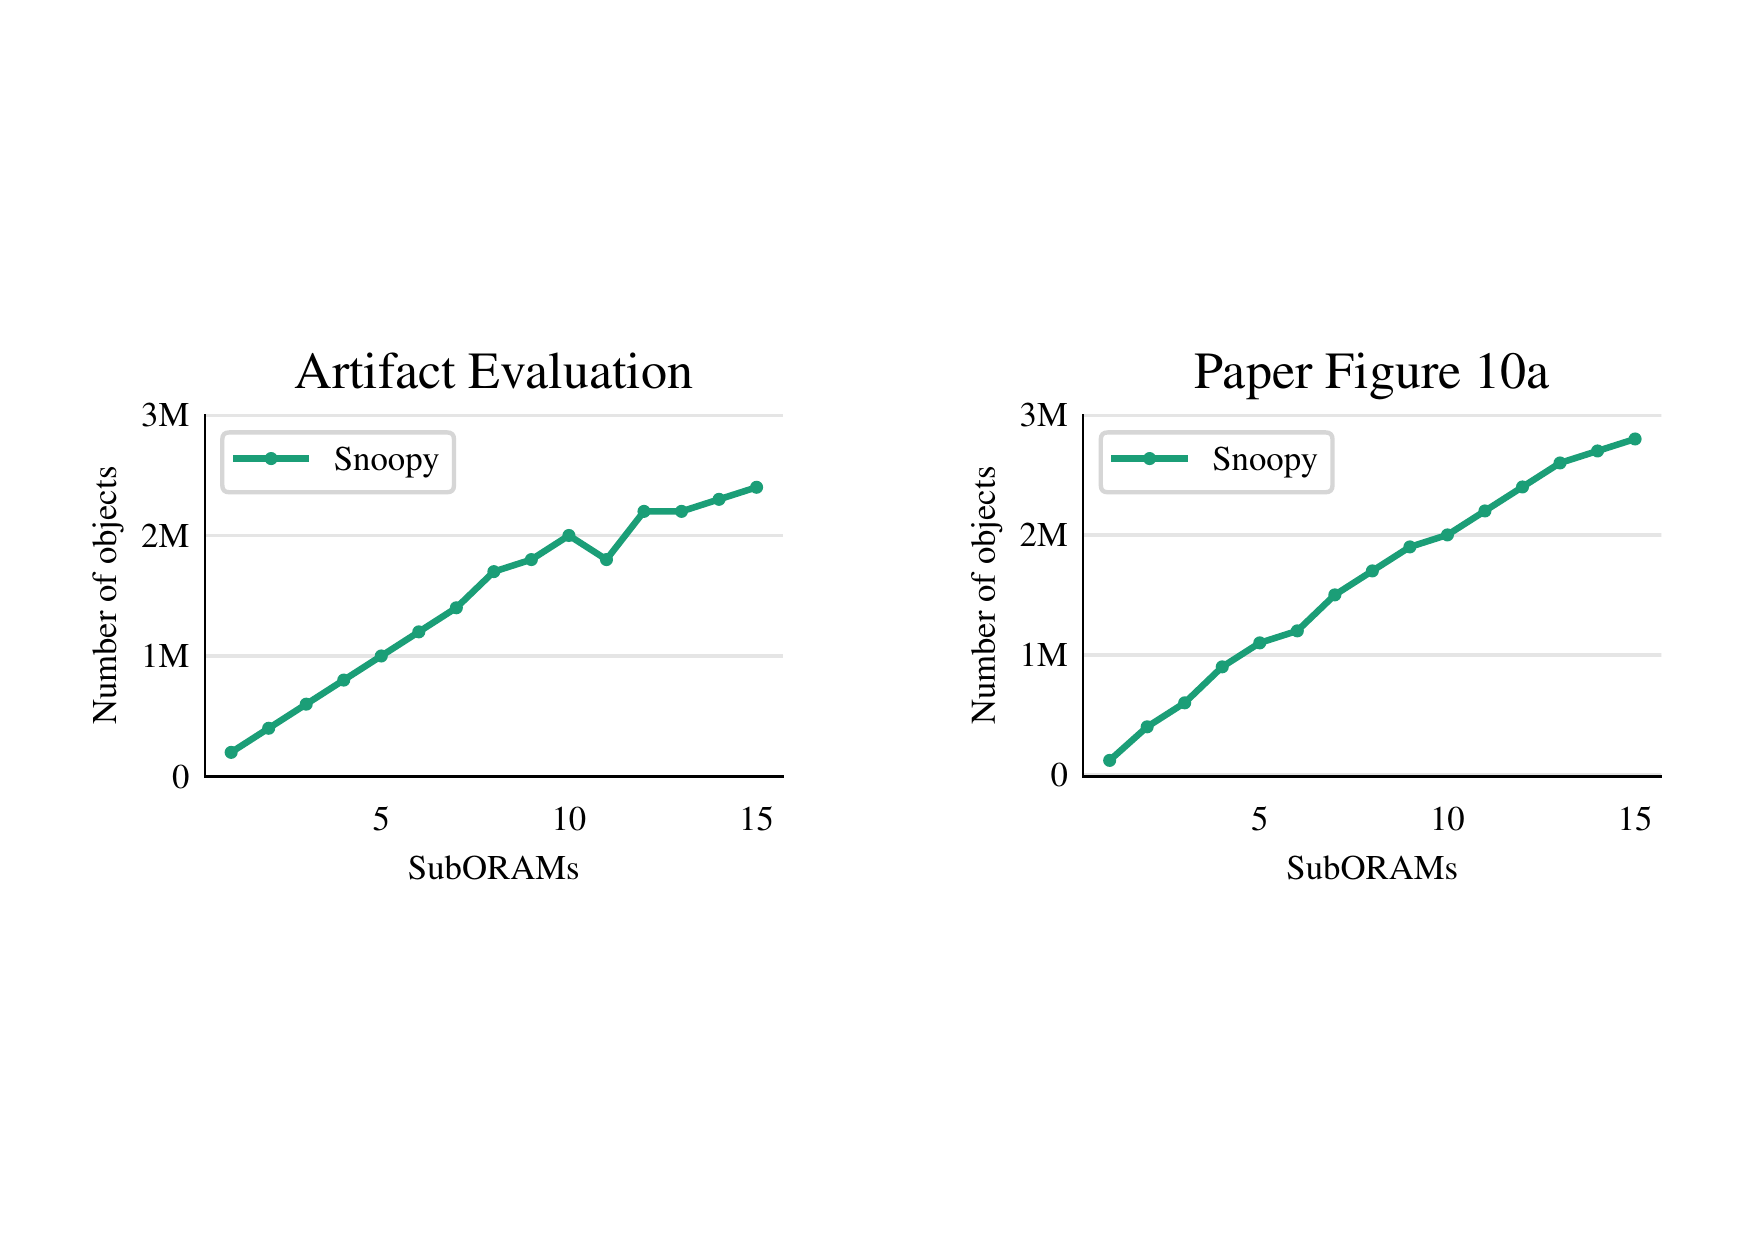 Artifact Evaluation
3M
2M
1M
0
Number of objects
Snoopy
5 10 15
SubORAMs
Paper Figure 10a
3M
2M
1M
0
Number of objects
Snoopy
5 10 15
SubORAMs